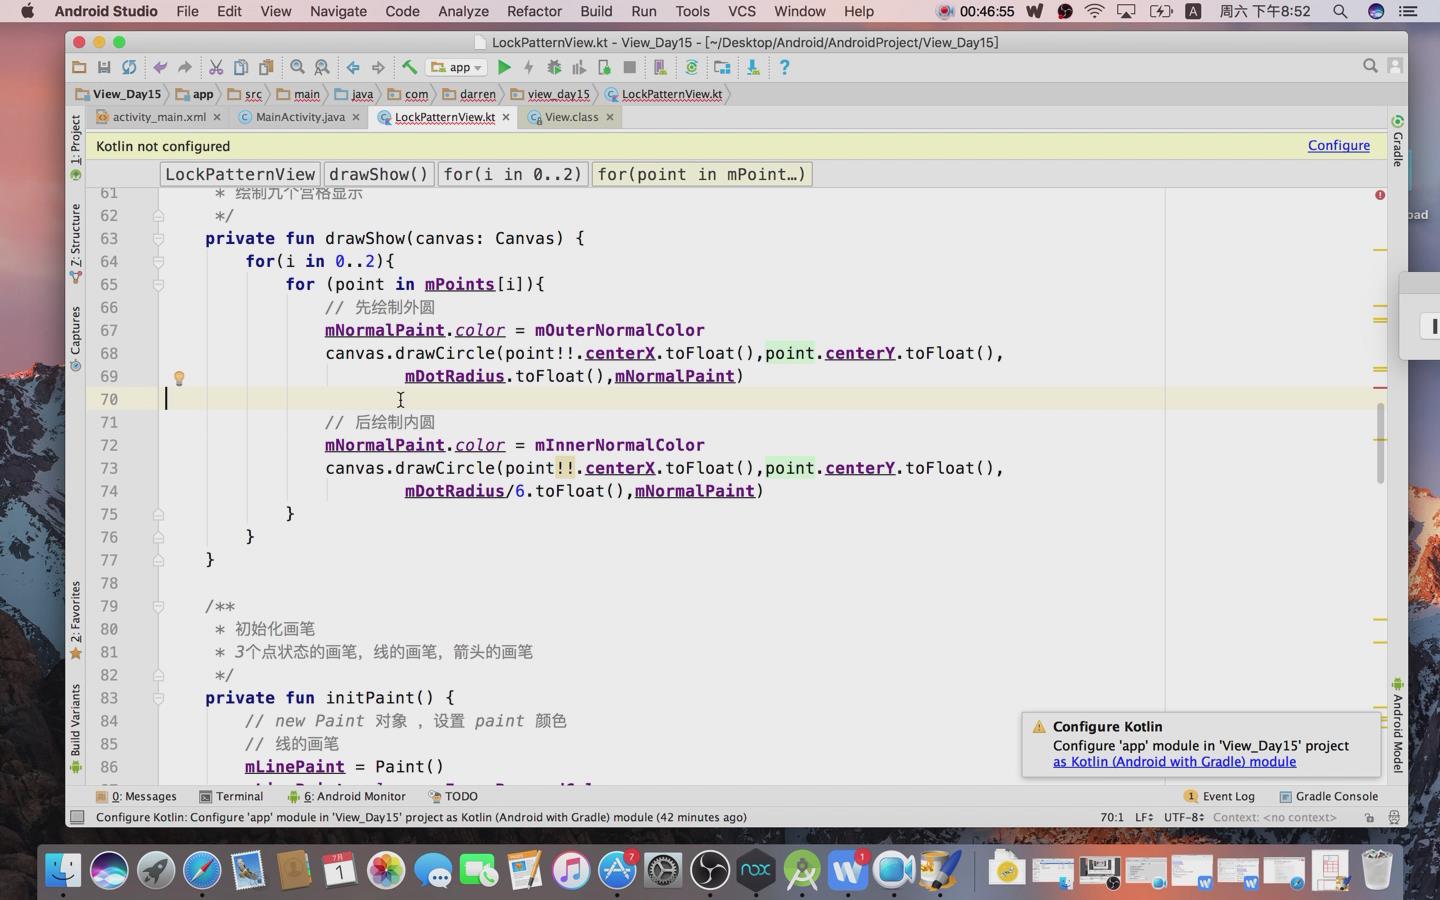 Android Studio File Edit View Navigate Code Analyze Refactor Build Run Tools VCS Window Help 00:46:55 A 周六 下午8:52
LockPatternView.kt - View_Day15 - [~/Desktop/Android/AndroidProject/View_Day15]
app
View_Day15 app src main java com darren view_day15 LockPatternView.kt
activity_main.xml MainActivity.java LockPatternView.kt View.class
Kotlin not configured Configure
LockPatternView drawShow() for(i in 0..2) for(point in mPoint...)
61 * 绘制九个宫格显示
62 */
63 private fun drawShow(canvas: Canvas) {
64 for(i in 0..2){
65 for (point in mPoints[i]){
66 // 先绘制外圆
67 mNormalPaint.color = mOuterNormalColor
68 canvas.drawCircle(point!!.centerX.toFloat(),point.centerY.toFloat(),
69 mDotRadius.toFloat(),mNormalPaint)
70
71 // 后绘制内圆
72 mNormalPaint.color = mInnerNormalColor
73 canvas.drawCircle(point!!.centerX.toFloat(),point.centerY.toFloat(),
74 mDotRadius/6.toFloat(),mNormalPaint)
75 }
76 }
77 }
78
79 /**
80 * 初始化画笔
81 * 3个点状态的画笔，线的画笔，箭头的画笔
82 */
83 private fun initPaint() {
84 // new Paint 对象 ，设置 paint 颜色
85 // 线的画笔
86 mLinePaint = Paint()
1: Project
7: Structure
Captures
2: Favorites
Build Variants
Gradle
Android Model
oad
Configure Kotlin
Configure 'app' module in 'View_Day15' project
as Kotlin (Android with Gradle) module
0: Messages Terminal 6: Android Monitor TODO 1 Event Log Gradle Console
Configure Kotlin: Configure 'app' module in 'View_Day15' project as Kotlin (Android with Gradle) module (42 minutes ago) 70:1 LF UTF-8 Context: <no context>
7月
1
7
nox
W
1